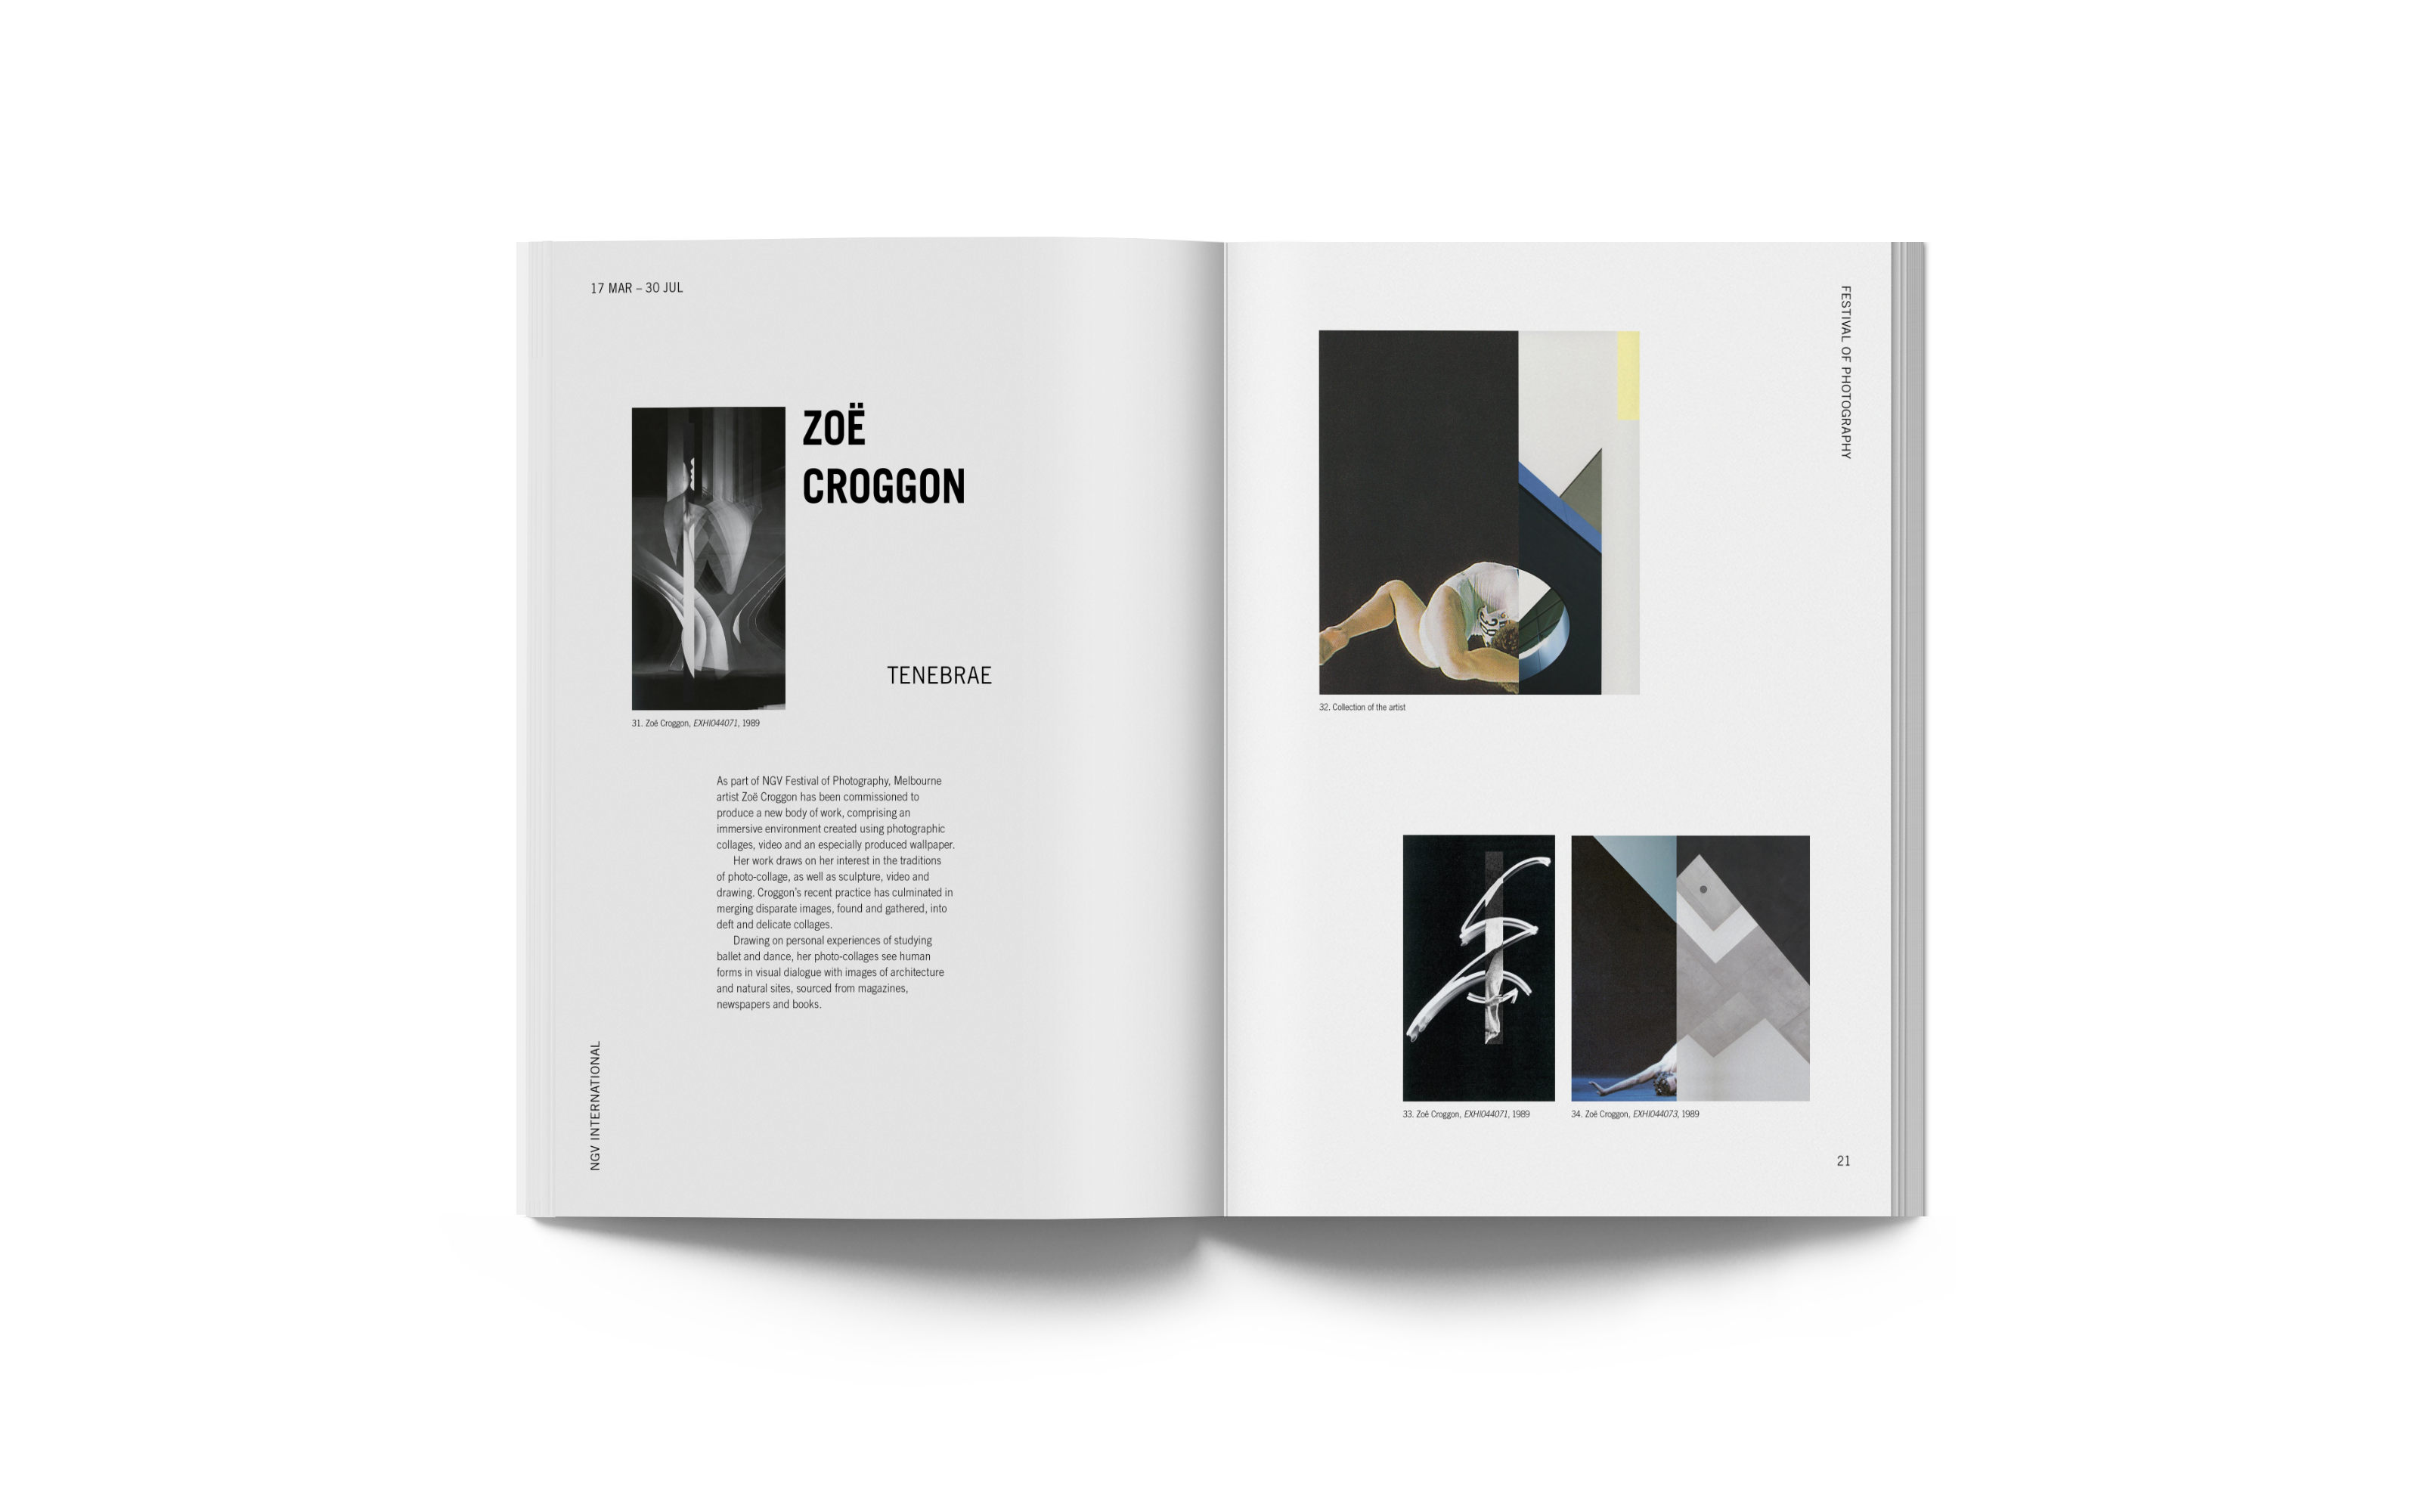 17 MAR – 30 JUL
ZOË
CROGGON
TENEBRAE
31. Zoë Croggon, EXHI044071, 1989
As part of NGV Festival of Photography, Melbourne
artist Zoë Croggon has been commissioned to
produce a new body of work, comprising an
immersive environment created using photographic
collages, video and an especially produced wallpaper.
Her work draws on her interest in the traditions
of photo-collage, as well as sculpture, video and
drawing. Croggon's recent practice has culminated in
merging disparate images, found and gathered, into
deft and delicate collages.
Drawing on personal experiences of studying
ballet and dance, her photo-collages see human
forms in visual dialogue with images of architecture
and natural sites, sourced from magazines,
newspapers and books.
NGV INTERNATIONAL
FESTIVAL OF PHOTOGRAPHY
32. Collection of the artist
33. Zoë Croggon, EXHI044071, 1989
34. Zoë Croggon, EXHI044073, 1989
21